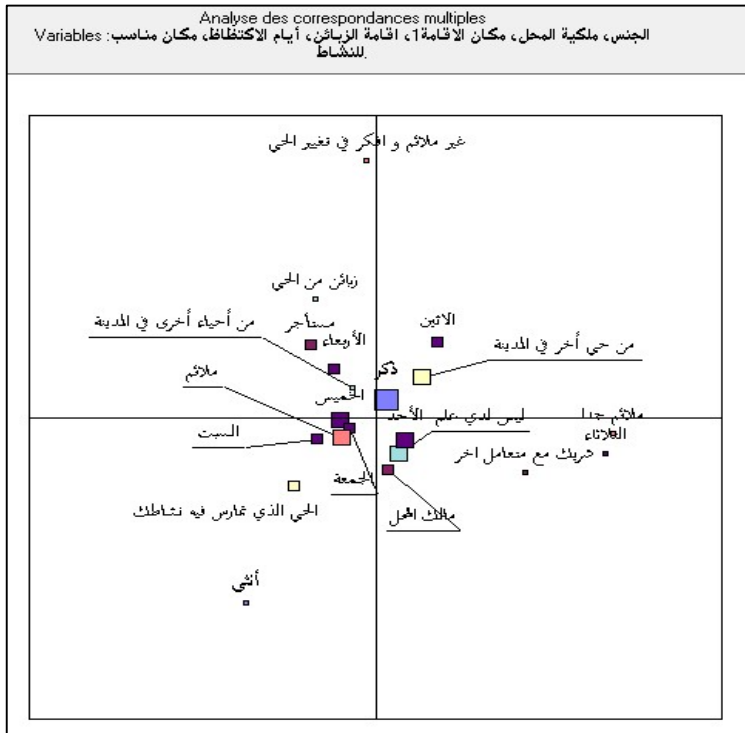 Analyse des correspondances multiples
Variables : الجنس، ملكية المحل، مكان الاقامة1، اقامة الزبائن، أيام الاكتظاظ، مكان مناسب
للنشاط.
غير ملائم و افكر في تغيير الحي
زبائن من الحي
من أحياء أخرى في المدينة
مستأجر
الاثنين
الأربعاء
من حي أخر في المدينة
ملائم
ذكر
الخميس
ملائم جدا
ليس لدي علم
الأحد
السبت
الثلاثاء
شريك مع متعامل اخر
الجمعة
الحي الذي تمارس فيه نشاطك
مالك المحل
أنثى